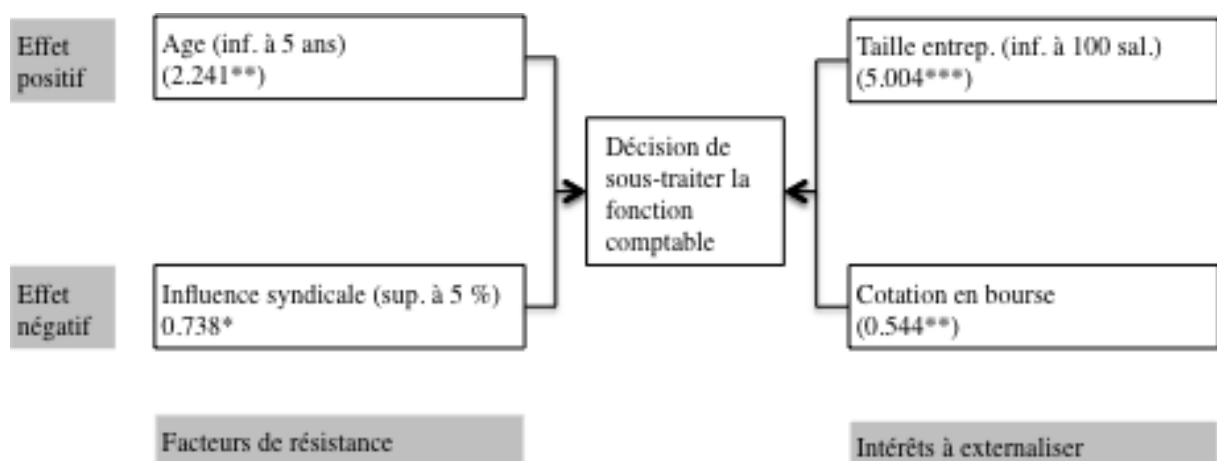 Effet
positif
Age (inf. à 5 ans)
(2.241**)
Taille entrep. (inf. à 100 sal.)
(5.004***)
Décision de
sous-traiter la
fonction
comptable
Effet
négatif
Influence syndicale (sup. à 5 %)
0.738*
Cotation en bourse
(0.544**)
Facteurs de résistance
Intérêts à externaliser